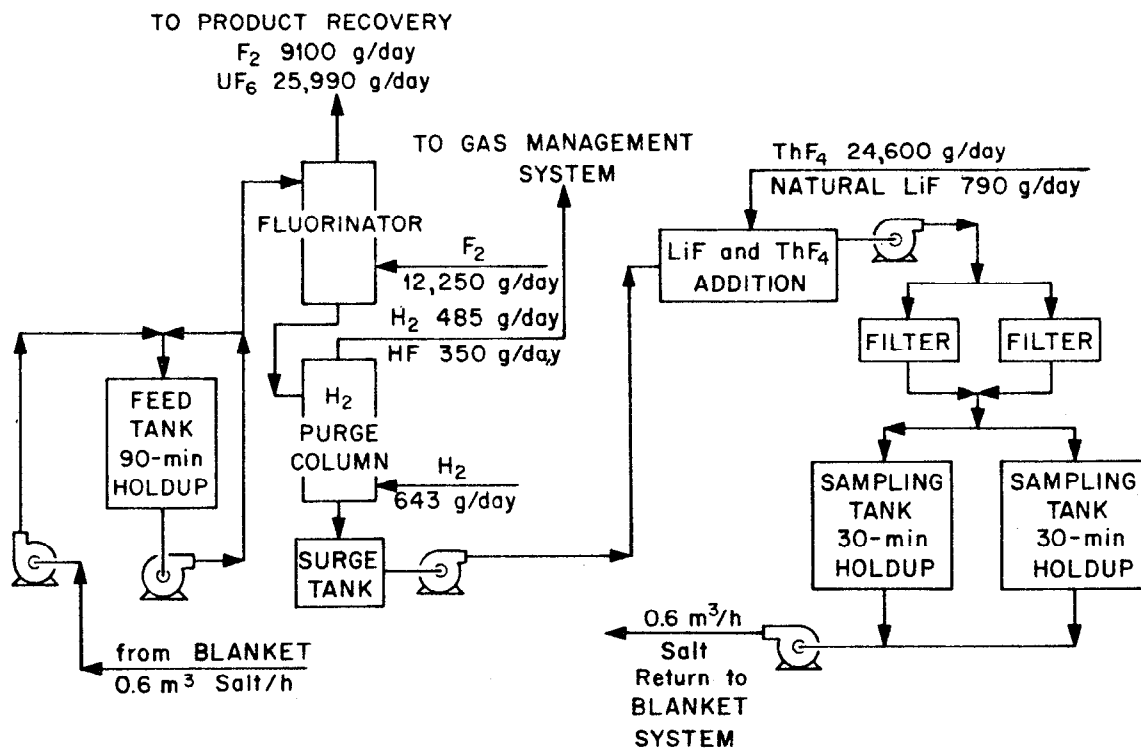 TO PRODUCT RECOVERY
F₂ 9100 g/day
UF₆ 25,990 g/day
TO GAS MANAGEMENT
SYSTEM
FLUORINATOR
F₂
12,250 g/day
H₂ 485 g/day
HF 350 g/day
H₂
PURGE
COLUMN
H₂
643 g/day
FEED
TANK
90-min
HOLDUP
SURGE
TANK
from BLANKET
0.6 m³ Salt/h
ThF₄ 24,600 g/day
NATURAL LiF 790 g/day
LiF and ThF₄
ADDITION
FILTER
FILTER
SAMPLING
TANK
30-min
HOLDUP
SAMPLING
TANK
30-min
HOLDUP
0.6 m³/h
Salt
Return to
BLANKET
SYSTEM